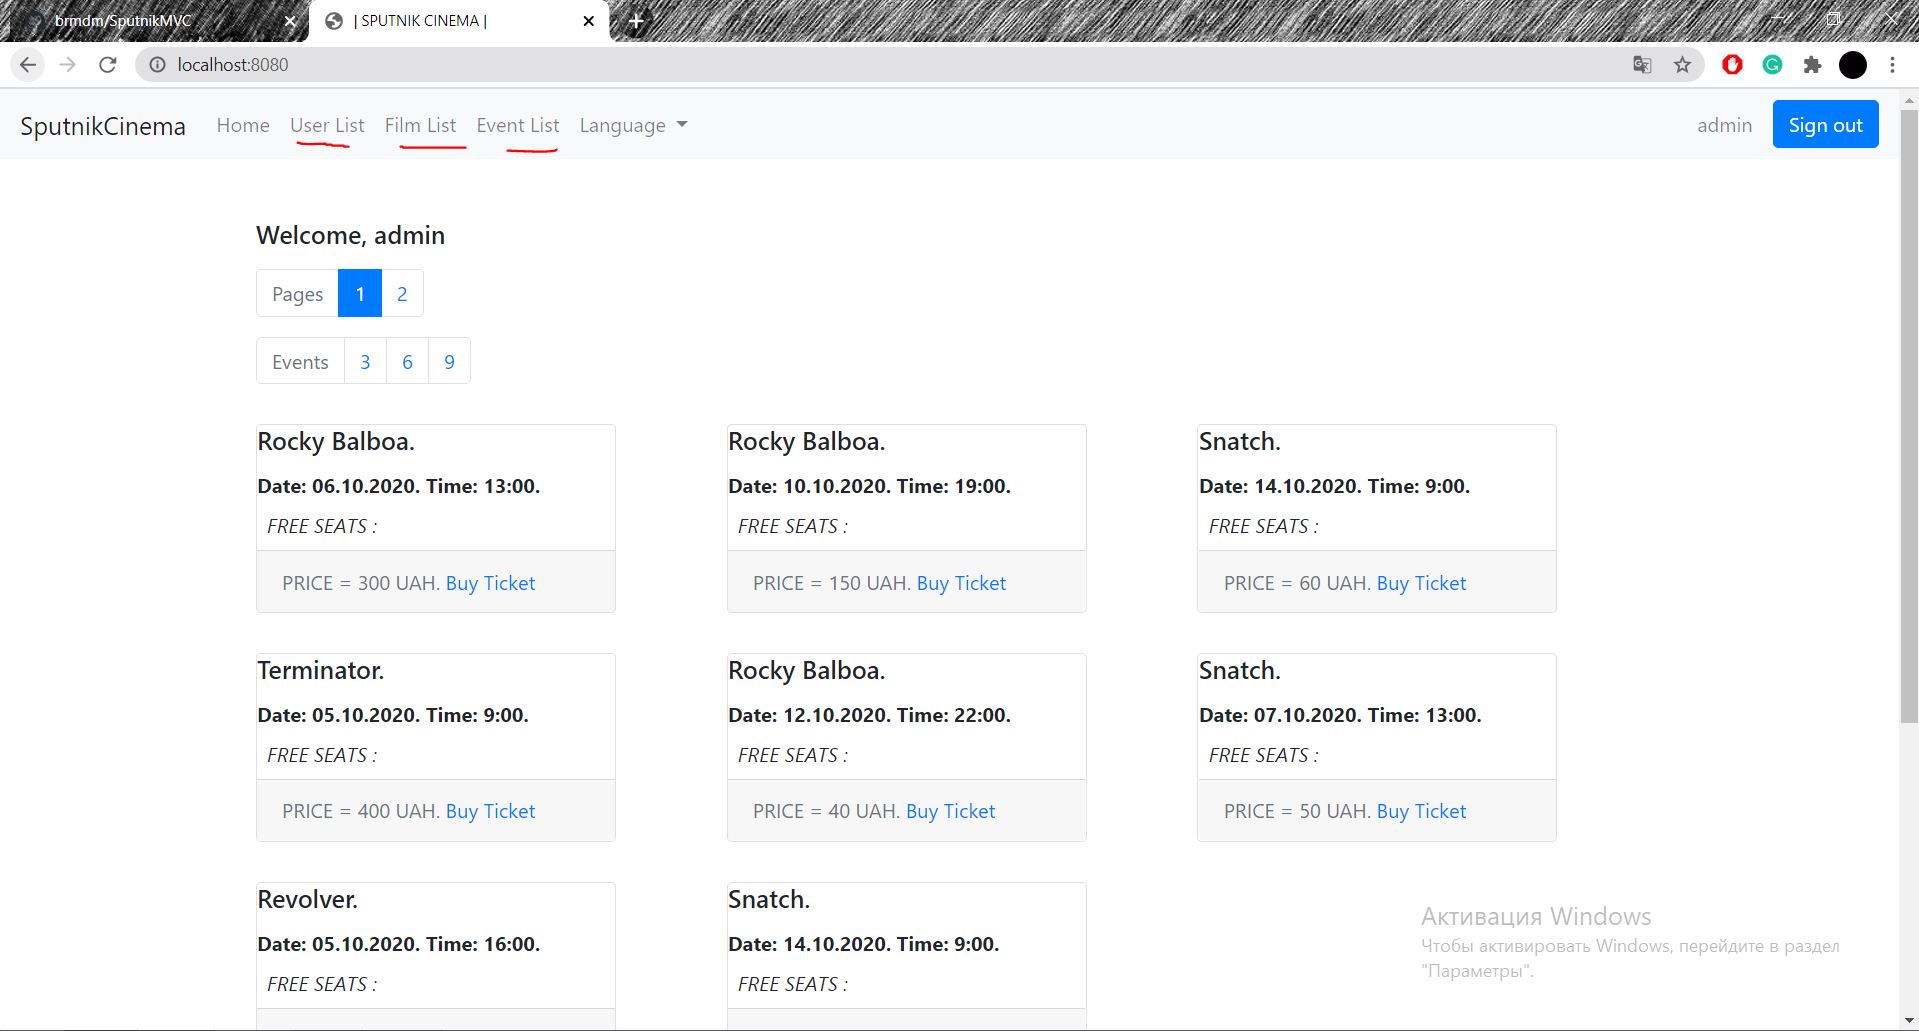 brmdm/SputnikMVC
| SPUTNIK CINEMA |
localhost:8080
SputnikCinema Home User List Film List Event List Language admin Sign out
Welcome, admin
Pages 1 2
Events 3 6 9
Rocky Balboa.
Date: 06.10.2020. Time: 13:00.
FREE SEATS :
PRICE = 300 UAH. Buy Ticket
Rocky Balboa.
Date: 10.10.2020. Time: 19:00.
FREE SEATS :
PRICE = 150 UAH. Buy Ticket
Snatch.
Date: 14.10.2020. Time: 9:00.
FREE SEATS :
PRICE = 60 UAH. Buy Ticket
Terminator.
Date: 05.10.2020. Time: 9:00.
FREE SEATS :
PRICE = 400 UAH. Buy Ticket
Rocky Balboa.
Date: 12.10.2020. Time: 22:00.
FREE SEATS :
PRICE = 40 UAH. Buy Ticket
Snatch.
Date: 07.10.2020. Time: 13:00.
FREE SEATS :
PRICE = 50 UAH. Buy Ticket
Revolver.
Date: 05.10.2020. Time: 16:00.
FREE SEATS :
Snatch.
Date: 14.10.2020. Time: 9:00.
FREE SEATS :
Активация Windows
Чтобы активировать Windows, перейдите в раздел
"Параметры".